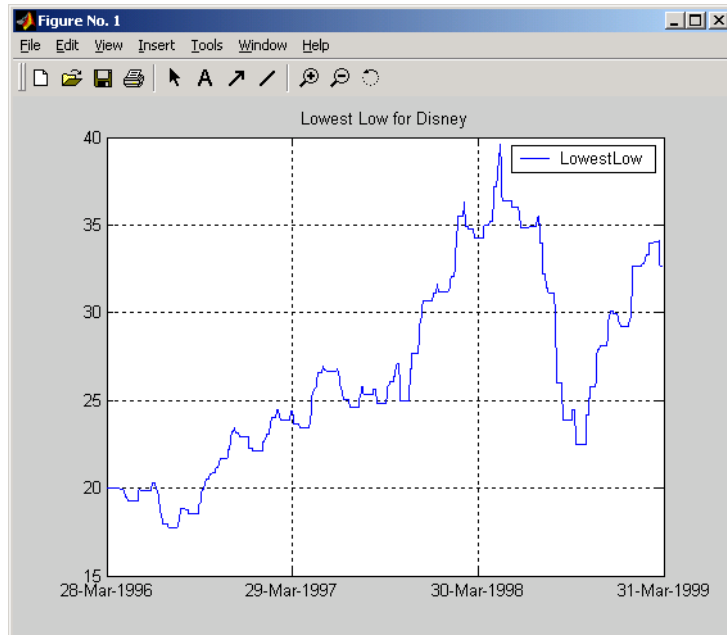 Figure No. 1
File Edit View Insert Tools Window Help
A
Lowest Low for Disney
40
LowestLow
35
30
25
20
15
28-Mar-1996 29-Mar-1997 30-Mar-1998 31-Mar-1999